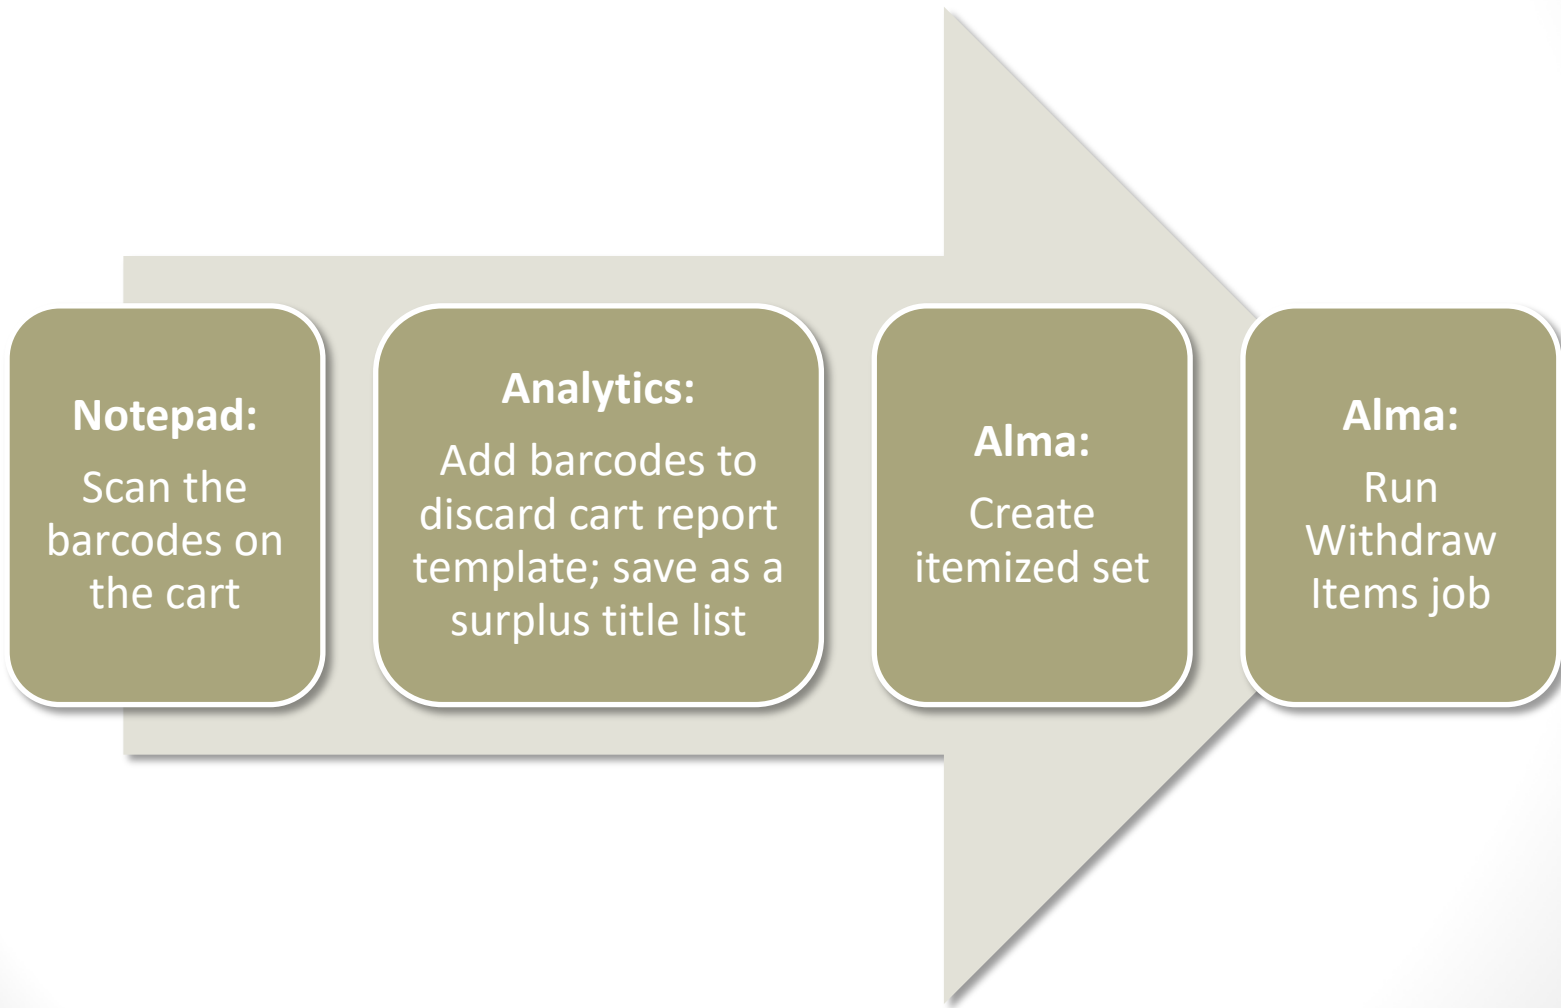 Notepad:
Scan the
barcodes on
the cart
Analytics:
Add barcodes to
discard cart report
template; save as a
surplus title list
Alma:
Create
itemized set
Alma:
Run
Withdraw
Items job